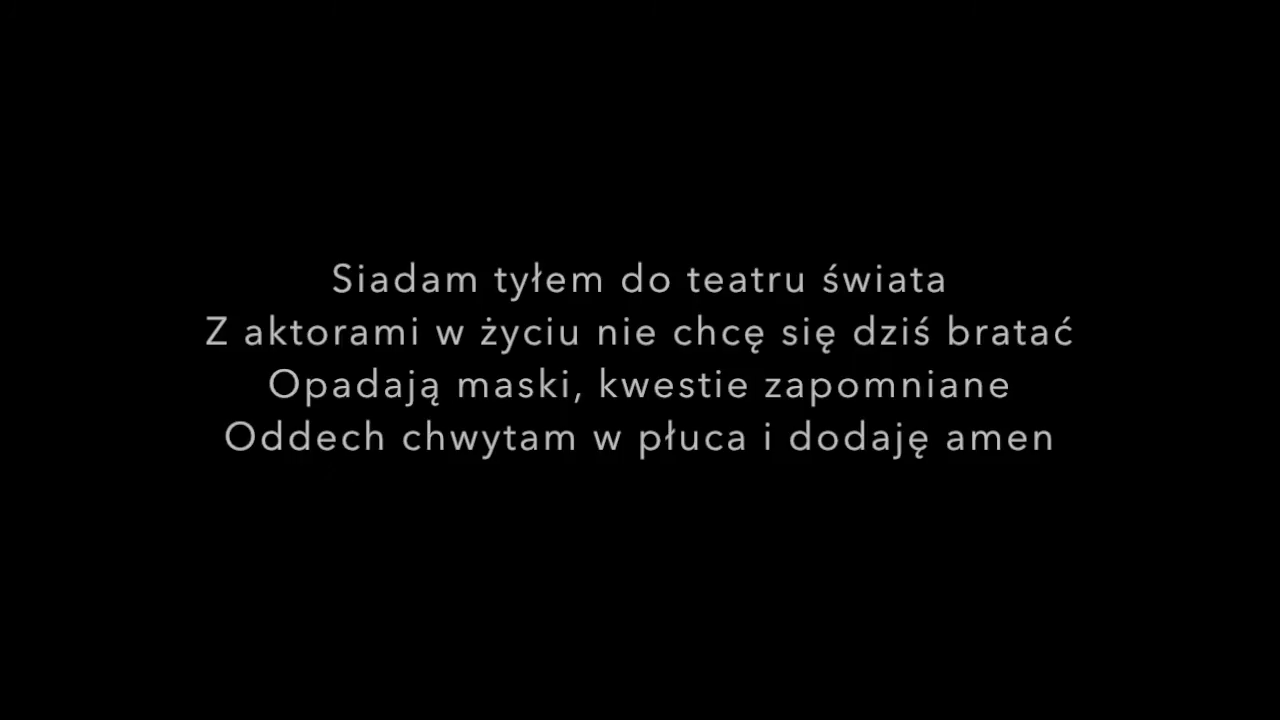 Siadam tyłem do teatru świata
Z aktorami w życiu nie chcę się dziś bratać
Opadają maski, kwestie zapomniane
Oddech chwytam w płuca i dodaję amen